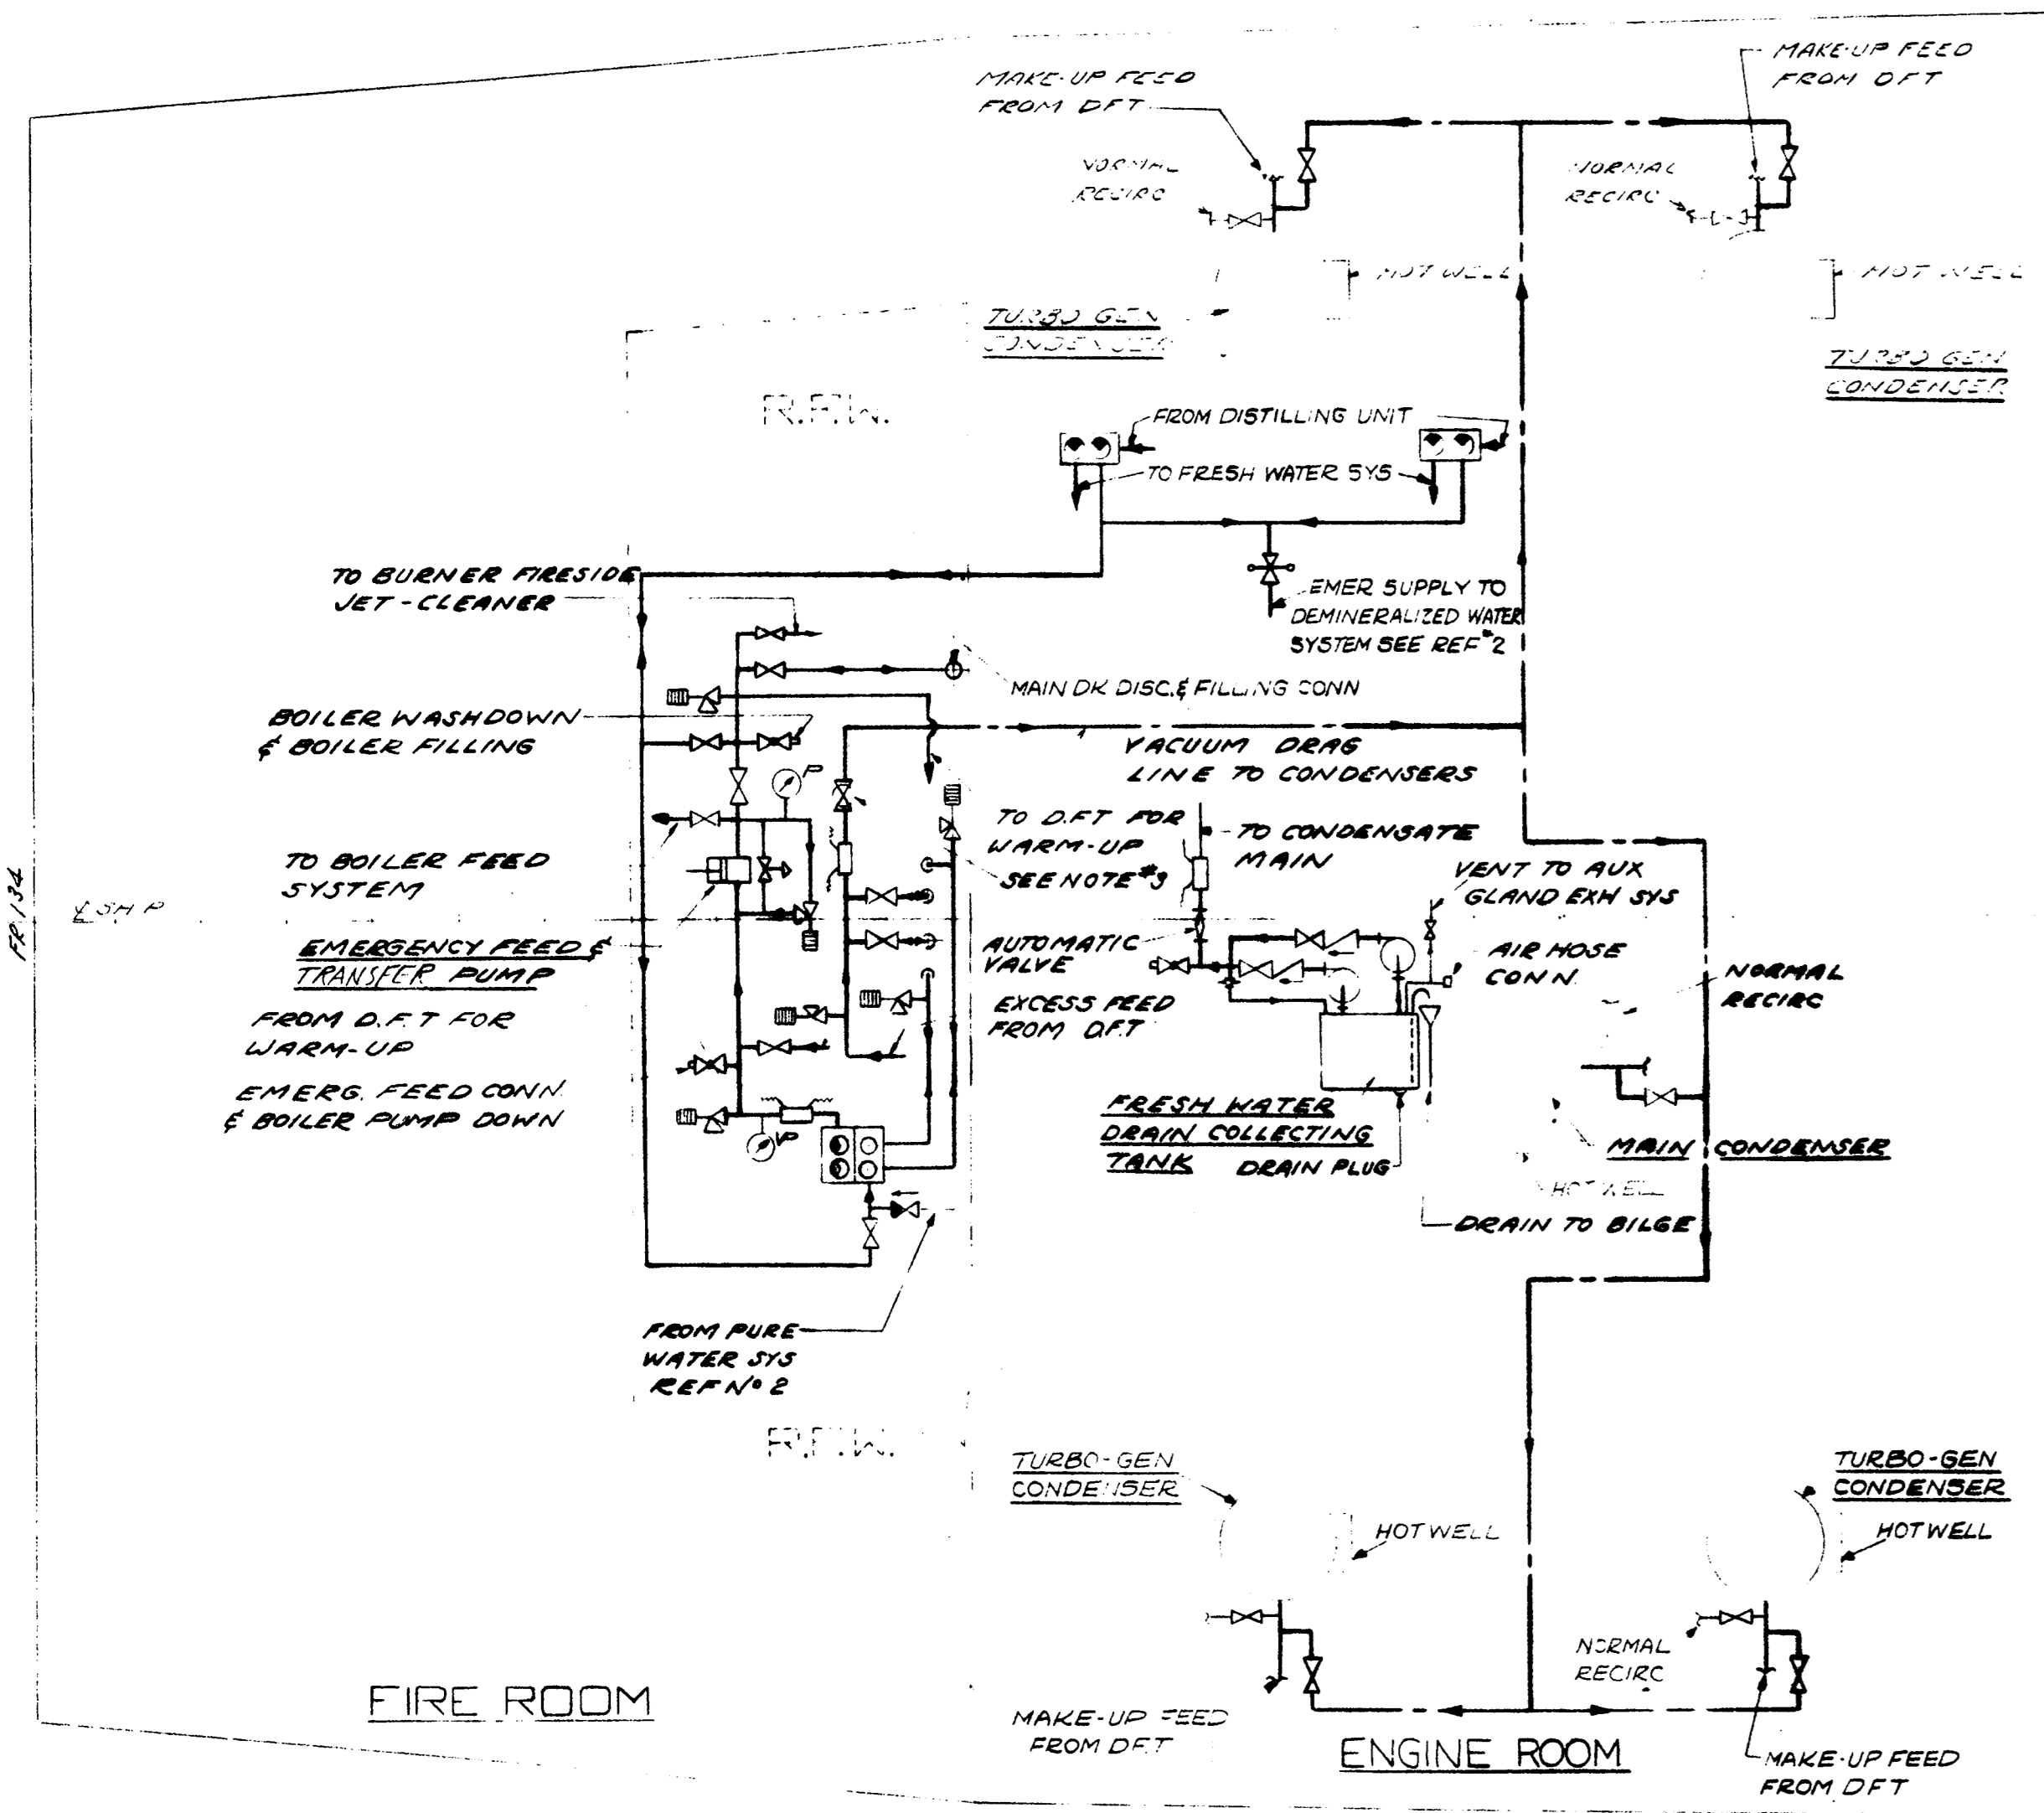 MAKE-UP FEED
FROM DFT
MAKE-UP FEED
FROM DFT
NORMAL
RECIRC
NORMAL
RECIRC
HOT WELL
HOT WELL
TURBO GEN
CONDENSER
TURBO GEN
CONDENSER
R.F.W.
FROM DISTILLING UNIT
TO FRESH WATER SYS
TO BURNER FIRESIDE
JET-CLEANER
EMER SUPPLY TO
DEMINERALIZED WATER
SYSTEM SEE REF #2
MAIN DK DISC. & FILLING CONN
BOILER WASHDOWN
& BOILER FILLING
VACUUM DRAG
LINE TO CONDENSERS
P
TO D.F.T FOR
WARM-UP
SEE NOTE #3
TO CONDENSATE
MAIN
VENT TO AUX
GLAND EXH SYS
TO BOILER FEED
SYSTEM
FR 134
℄ SHIP
EMERGENCY FEED &
TRANSFER PUMP
AUTOMATIC
VALVE
AIR HOSE
CONN.
NORMAL
RECIRC
EXCESS FEED
FROM D.F.T
FROM D.F.T FOR
WARM-UP
EMERG. FEED CONN.
& BOILER PUMP DOWN
VP
FRESH WATER
DRAIN COLLECTING
TANK
DRAIN PLUG
MAIN CONDENSER
HOT WELL
DRAIN TO BILGE
FROM PURE
WATER SYS
REF Nº 2
R.F.W.
TURBO-GEN
CONDENSER
HOTWELL
TURBO-GEN
CONDENSER
HOTWELL
NORMAL
RECIRC
FIRE ROOM
MAKE-UP FEED
FROM DFT
ENGINE ROOM
MAKE-UP FEED
FROM DFT